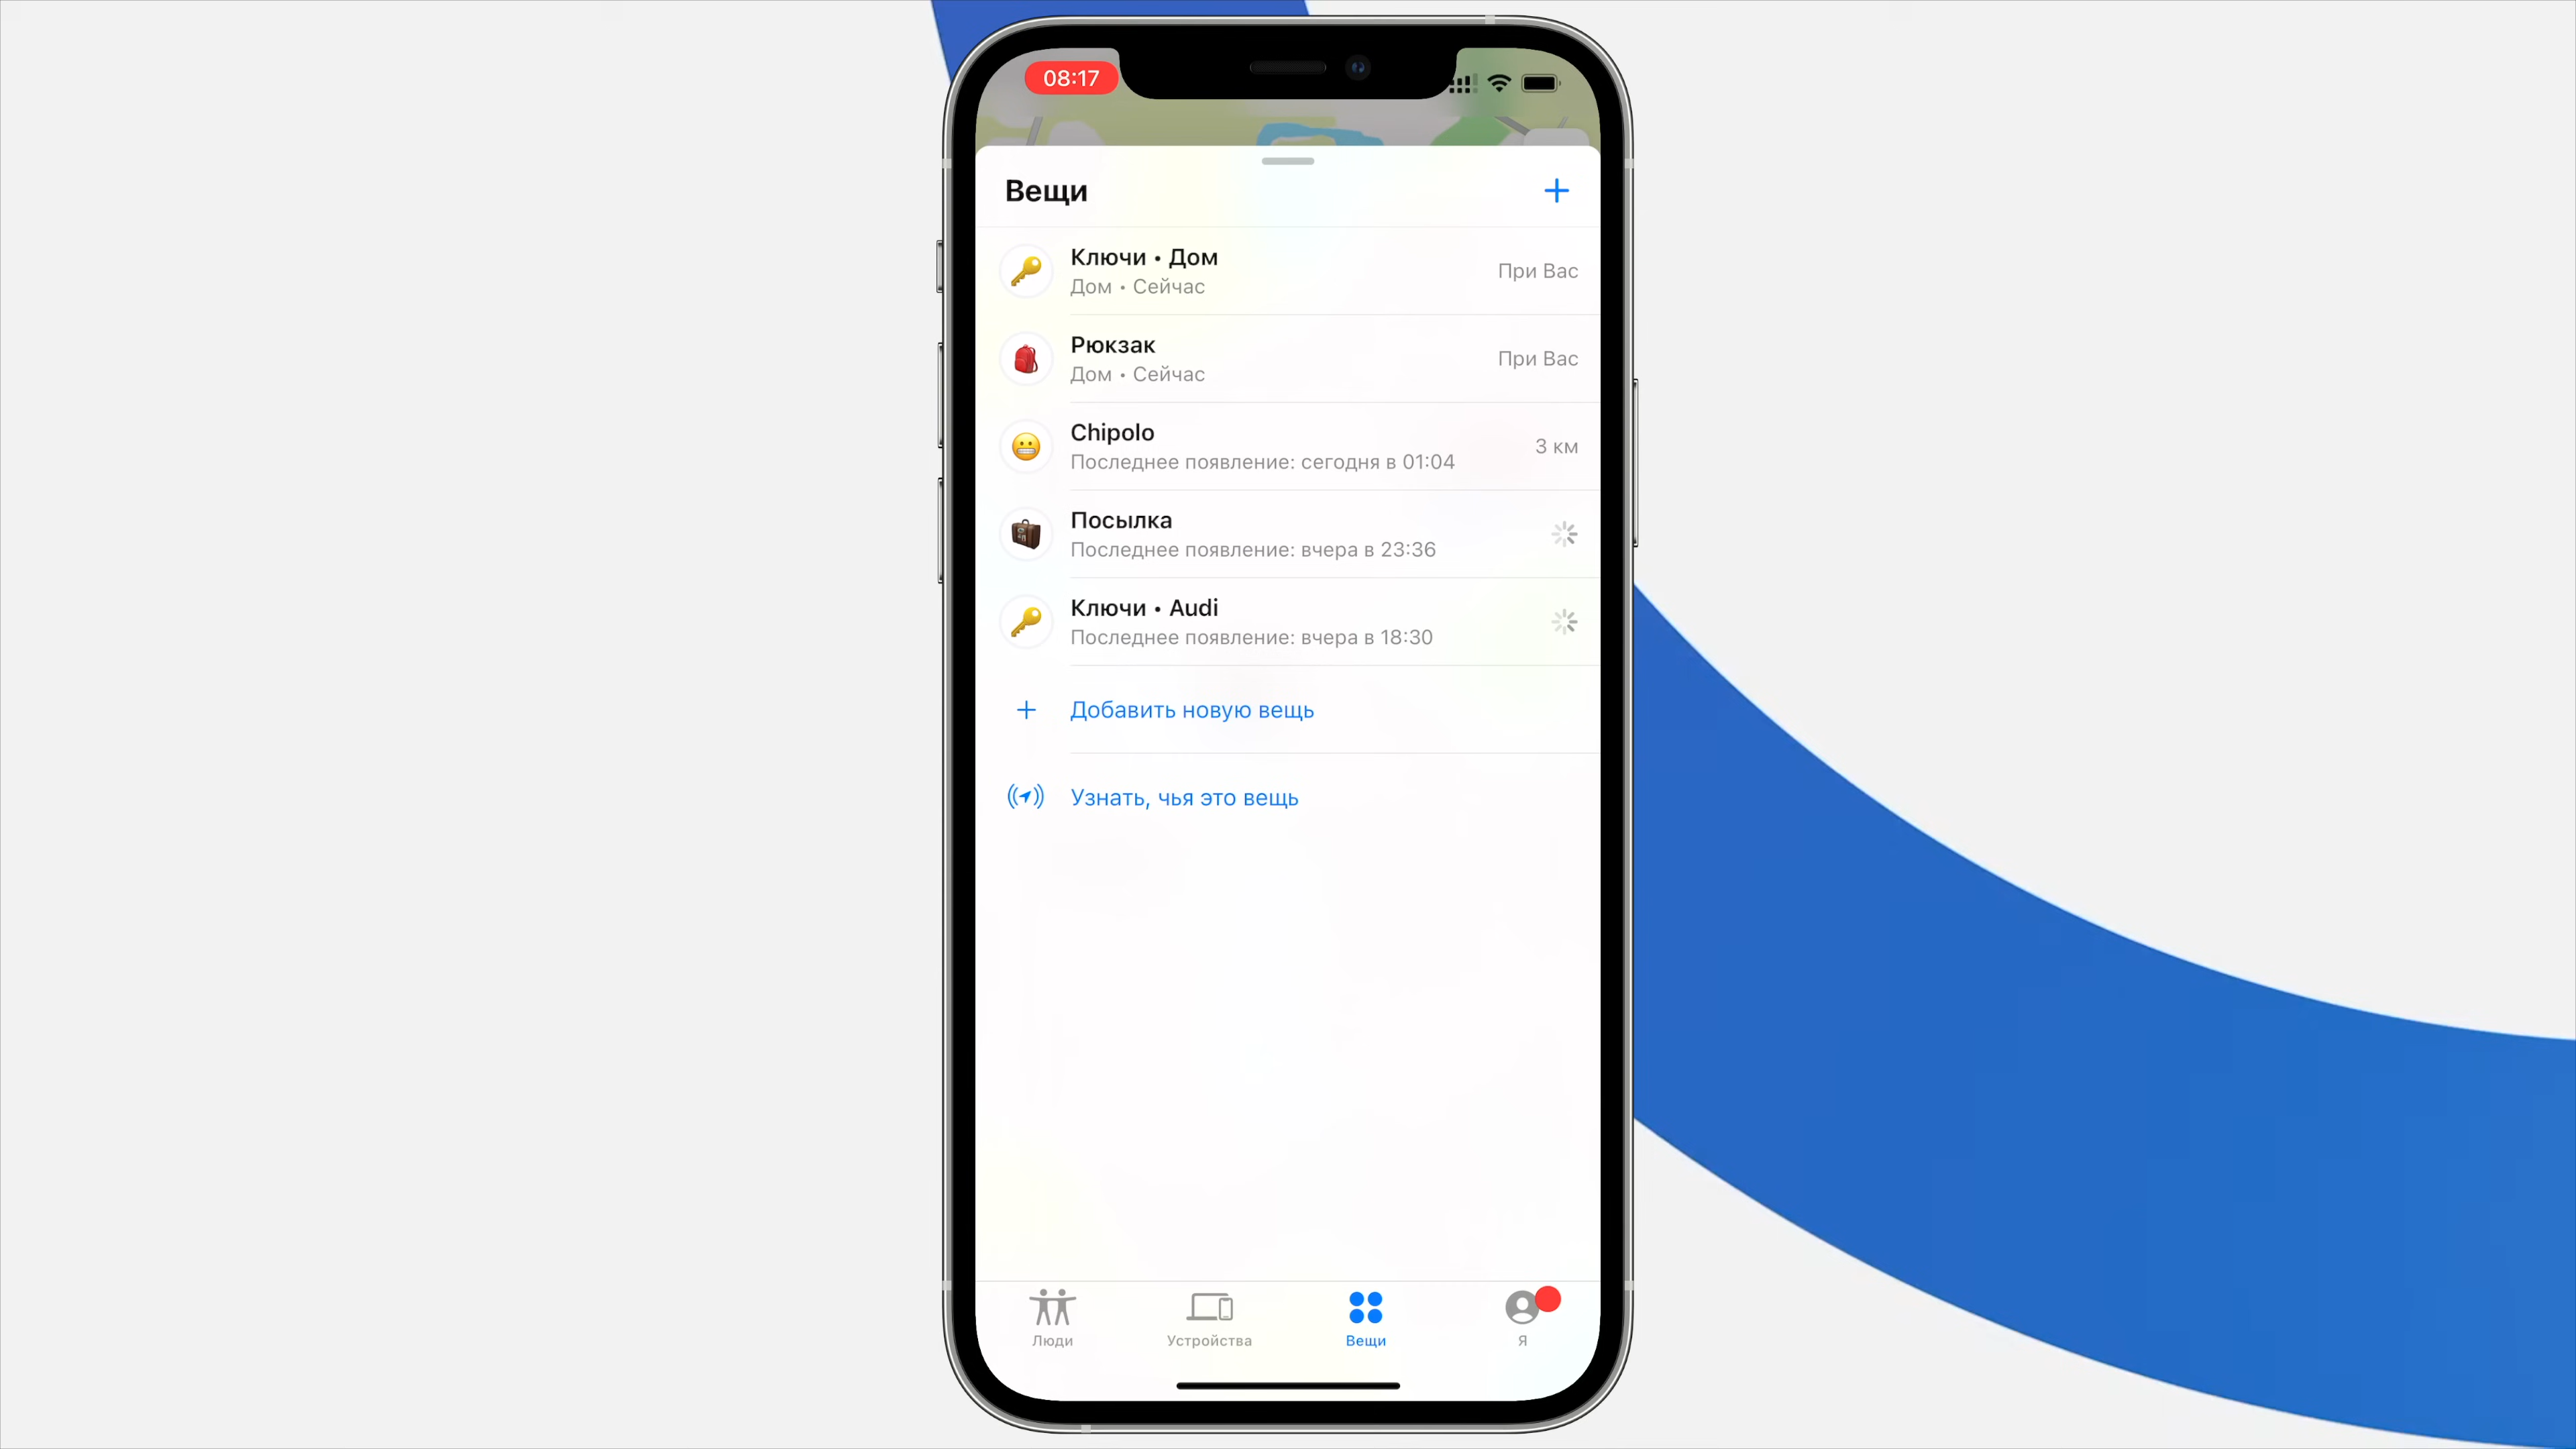 08:17
Вещи
Ключи • Дом
Дом • Сейчас
При Вас
Рюкзак
Дом • Сейчас
При Вас
Chipolo
Последнее появление: сегодня в 01:04
3 км
Посылка
Последнее появление: вчера в 23:36
Ключи • Audi
Последнее появление: вчера в 18:30
Добавить новую вещь
Узнать, чья это вещь
Люди
Устройства
Вещи
Я